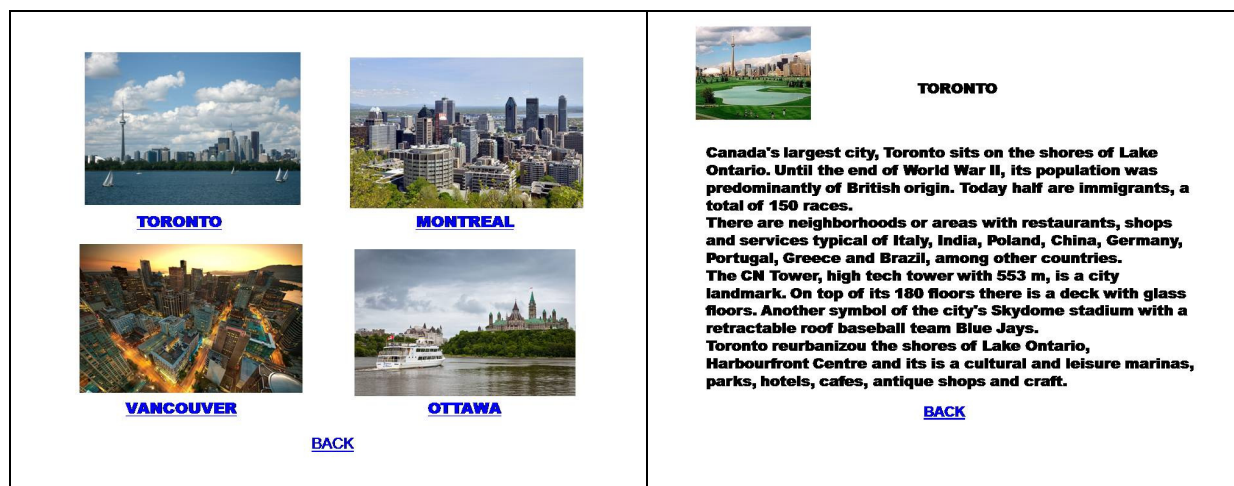 TORONTO
MONTREAL
VANCOUVER
OTTAWA
BACK
TORONTO
Canada's largest city, Toronto sits on the shores of Lake
Ontario. Until the end of World War II, its population was
predominantly of British origin. Today half are immigrants, a
total of 150 races.
There are neighborhoods or areas with restaurants, shops
and services typical of Italy, India, Poland, China, Germany,
Portugal, Greece and Brazil, among other countries.
The CN Tower, high tech tower with 553 m, is a city
landmark. On top of its 180 floors there is a deck with glass
floors. Another symbol of the city's Skydome stadium with a
retractable roof baseball team Blue Jays.
Toronto reurbanizou the shores of Lake Ontario,
Harbourfront Centre and its is a cultural and leisure marinas,
parks, hotels, cafes, antique shops and craft.
BACK